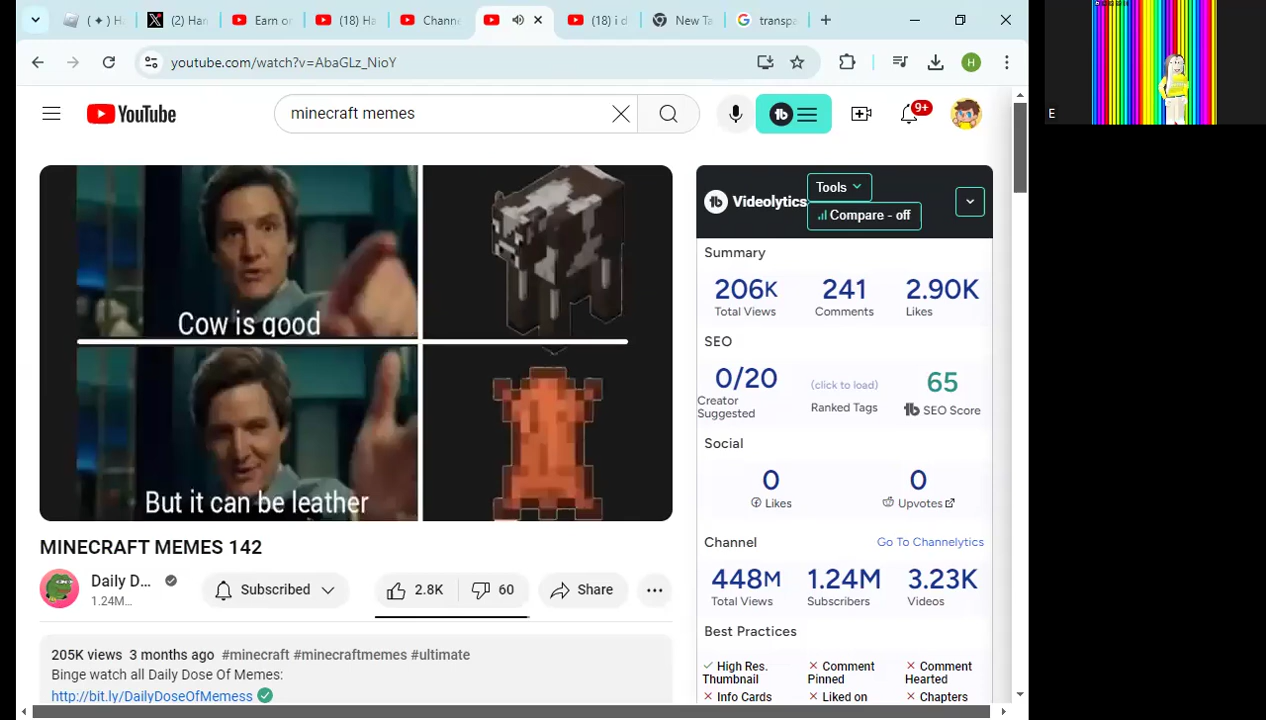 ( ✦ ) H
(2) Har
Earn or
(18) Ha
Chann
(18) i d
New Ta
transpa
youtube.com/watch?v=AbaGLz_NioY
H
YouTube
minecraft memes
9+
Cow is good
But it can be leather
MINECRAFT MEMES 142
Daily D...
1.24M...
Subscribed
2.8K
60
Share
205K views 3 months ago #minecraft #minecraftmemes #ultimate
Binge watch all Daily Dose Of Memes:
http://bit.ly/DailyDoseOfMemess
Videolytics
Tools
Compare - off
Summary
206K 241 2.90K
Total Views Comments Likes
SEO
0/20 (click to load) 65
Creator Suggested Ranked Tags SEO Score
Social
0 0
Likes Upvotes
Channel Go To Channelytics
448M 1.24M 3.23K
Total Views Subscribers Videos
Best Practices
High Res. Thumbnail
Comment Pinned
Comment Hearted
Info Cards Liked on Chapters
E